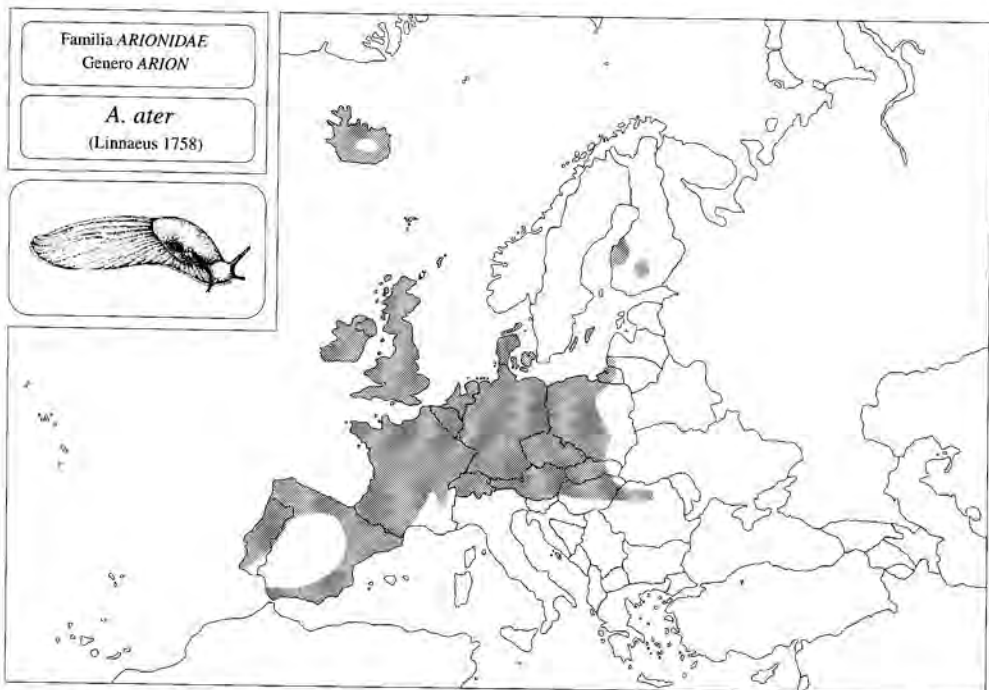 Familia ARIONIDAE
Genero ARION
A. ater
(Linnaeus 1758)